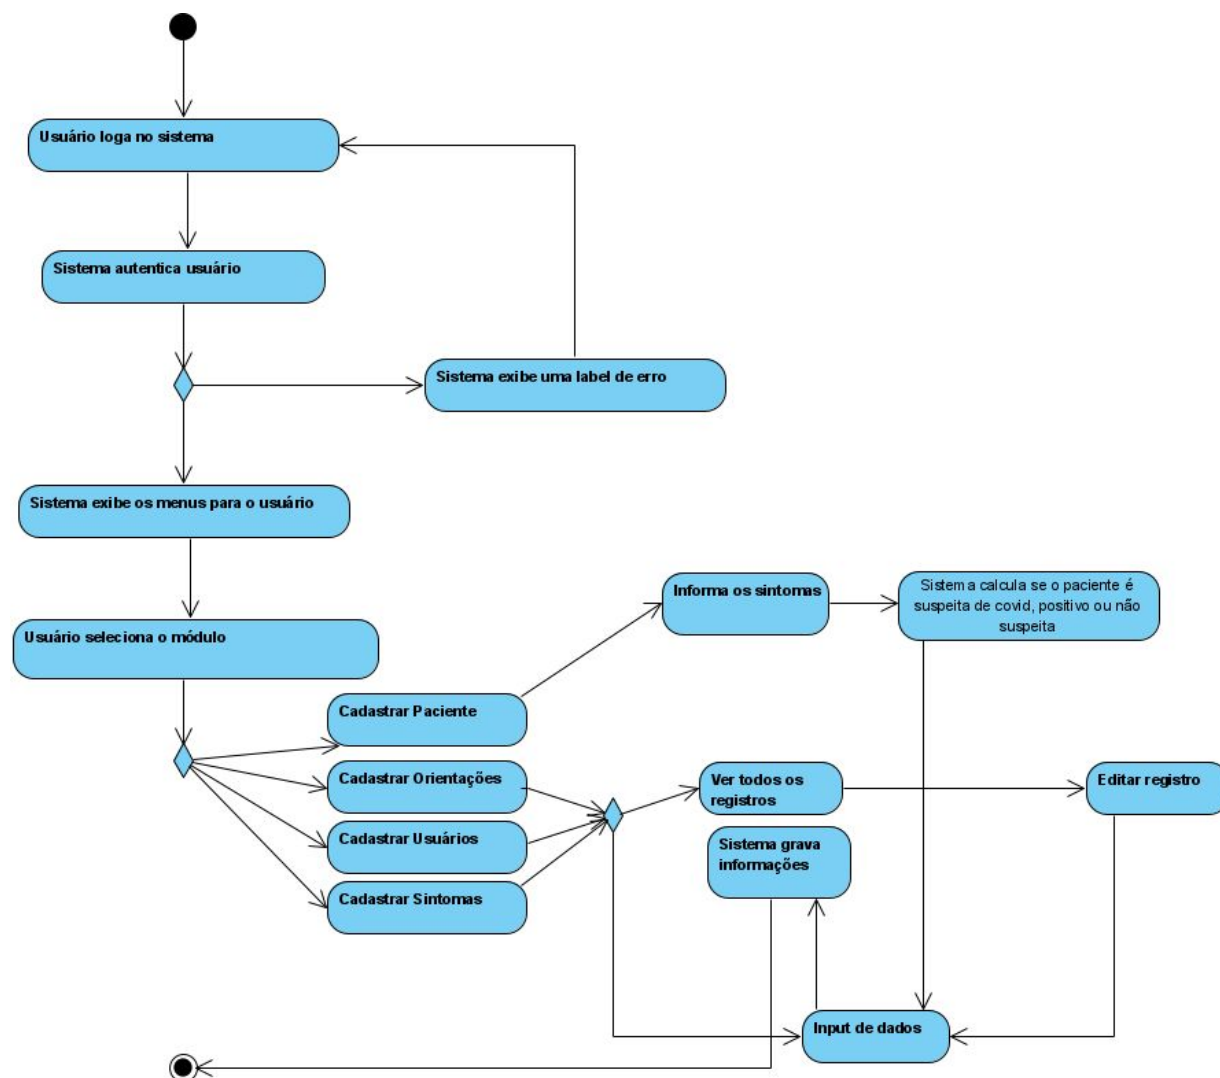 Usuário loga no sistema
Sistema autentica usuário
Sistema exibe uma label de erro
Sistema exibe os menus para o usuário
Informa os sintomas
Sistema calcula se o paciente é
suspeita de covid, positivo ou não
suspeita
Usuário seleciona o módulo
Cadastrar Paciente
Cadastrar Orientações
Ver todos os
registros
Editar registro
Cadastrar Usuários
Sistema grava
informações
Cadastrar Sintomas
Input de dados